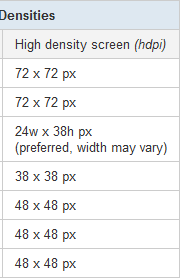 Densities
High density screen (hdpi)
72 x 72 px
72 x 72 px
24w x 38h px
(preferred, width may vary)
38 x 38 px
48 x 48 px
48 x 48 px
48 x 48 px